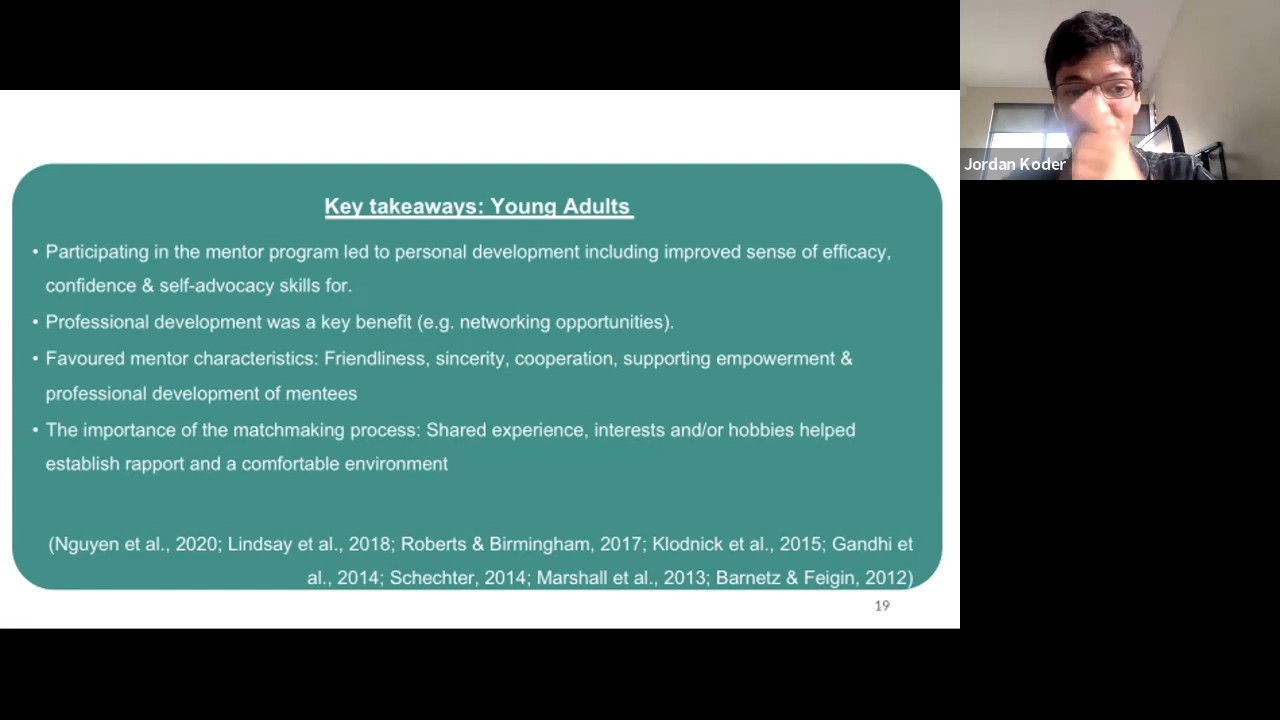 Key takeaways: Young Adults
• Participating in the mentor program led to personal development including improved sense of efficacy,
confidence & self-advocacy skills for.
• Professional development was a key benefit (e.g. networking opportunities).
• Favoured mentor characteristics: Friendliness, sincerity, cooperation, supporting empowerment &
professional development of mentees
• The importance of the matchmaking process: Shared experience, interests and/or hobbies helped
establish rapport and a comfortable environment
(Nguyen et al., 2020; Lindsay et al., 2018; Roberts & Birmingham, 2017; Klodnick et al., 2015; Gandhi et
al., 2014; Schechter, 2014; Marshall et al., 2013; Barnetz & Feigin, 2012)
19
Jordan Koder